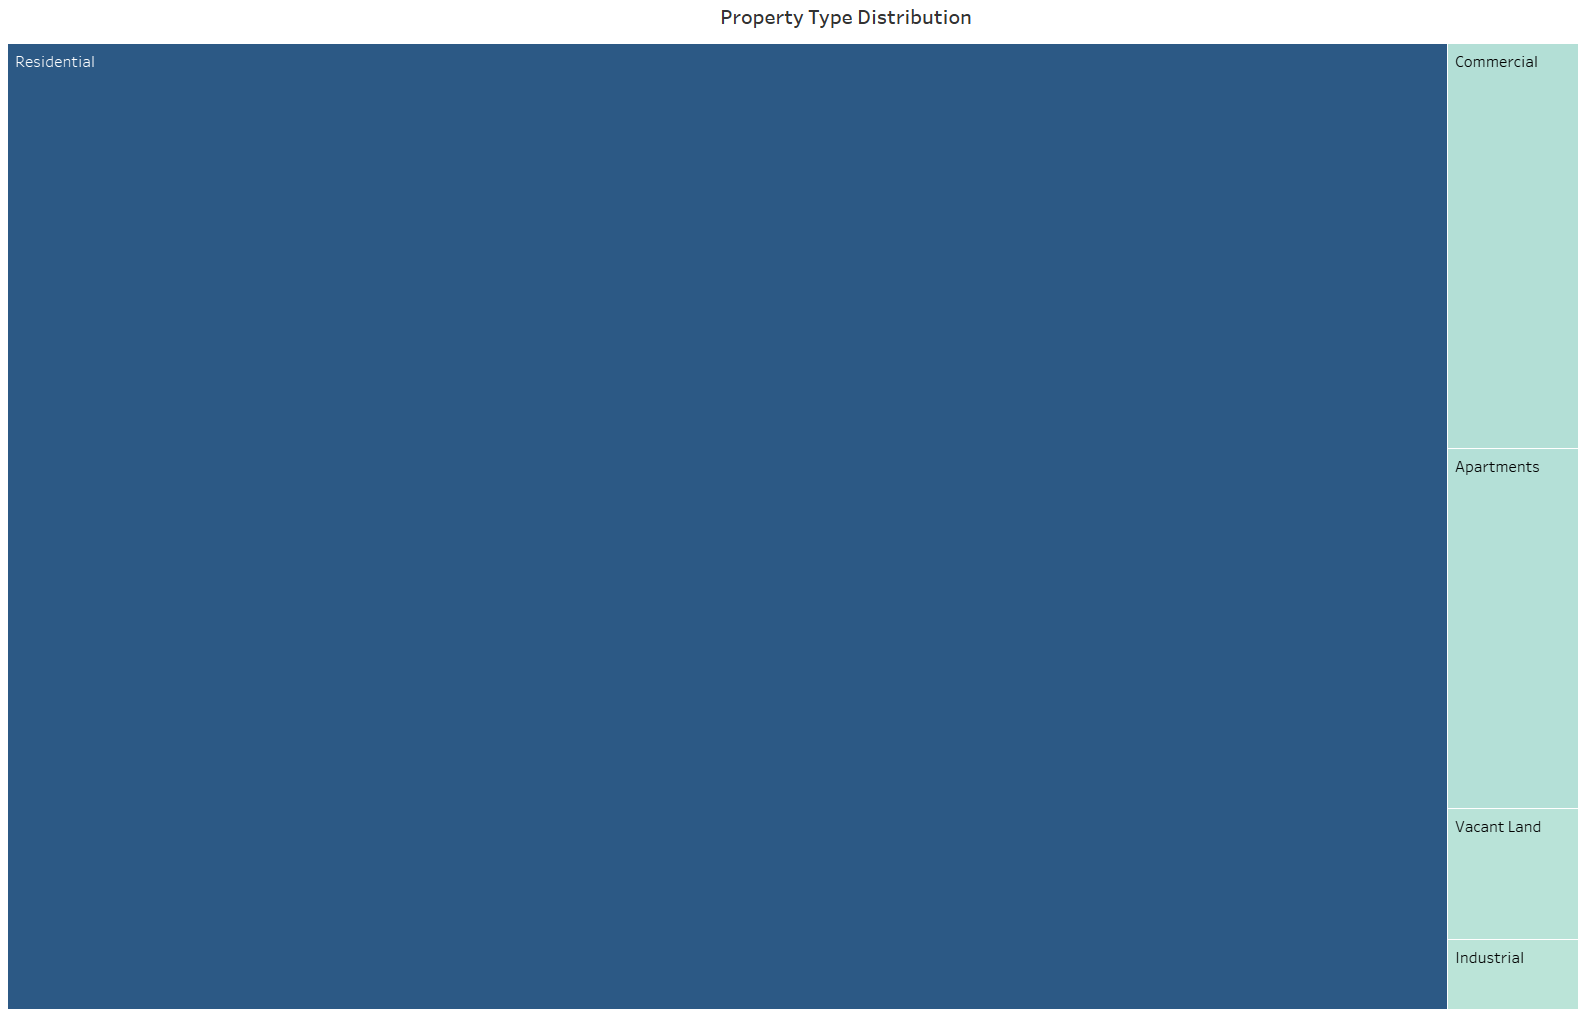 Property Type Distribution
Residential
Commercial
Apartments
Vacant Land
Industrial